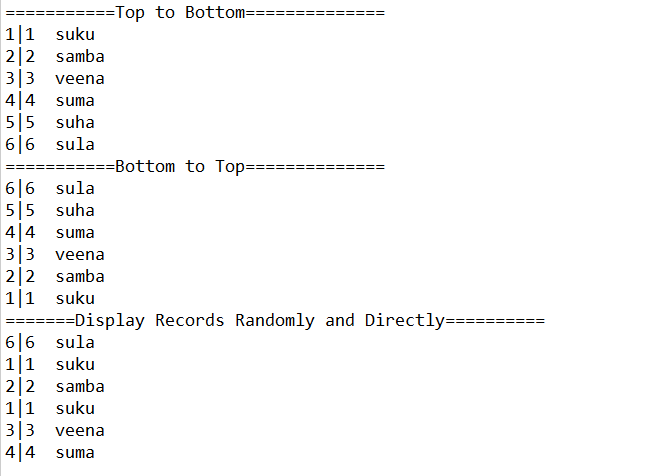 ===========Top to Bottom==============
1|1  suku
2|2  samba
3|3  veena
4|4  suma
5|5  suha
6|6  sula
===========Bottom to Top==============
6|6  sula
5|5  suha
4|4  suma
3|3  veena
2|2  samba
1|1  suku
=======Display Records Randomly and Directly==========
6|6  sula
1|1  suku
2|2  samba
1|1  suku
3|3  veena
4|4  suma